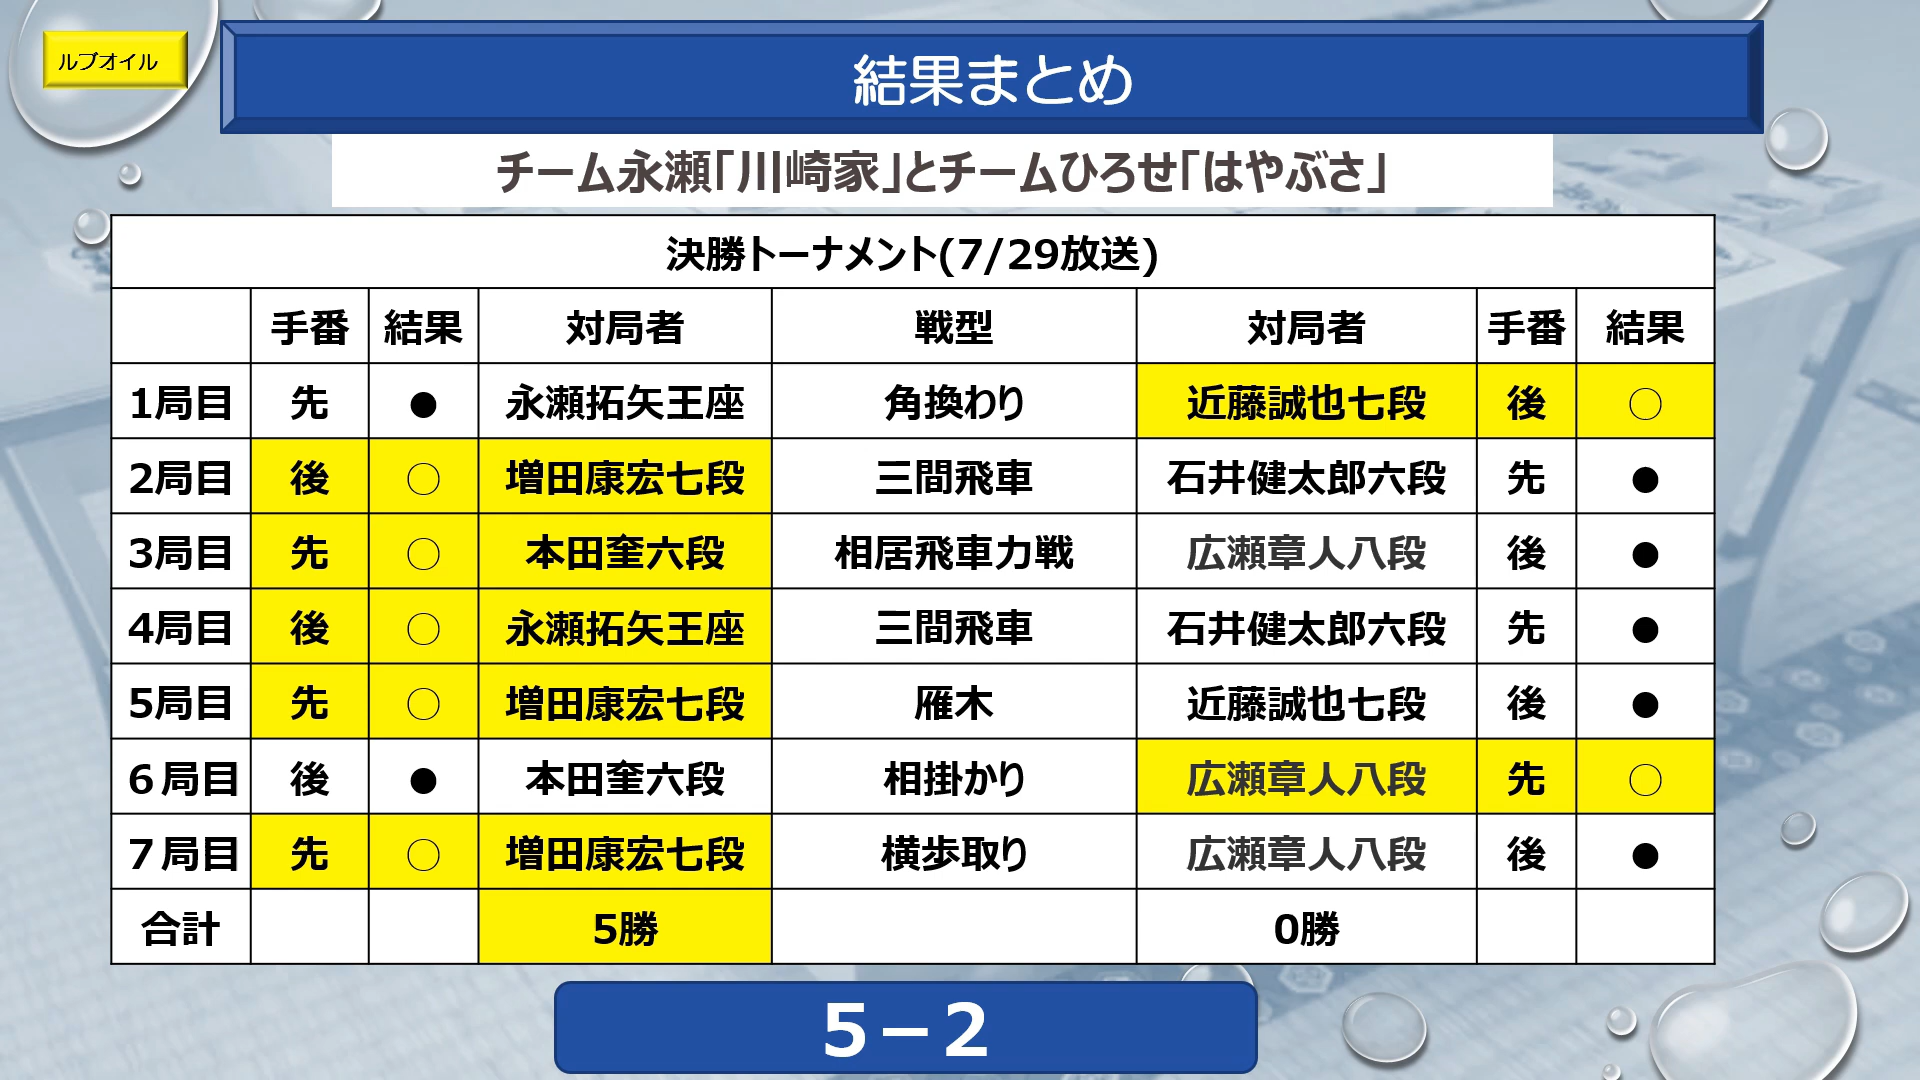 ルブオイル
結果まとめ
チーム永瀬「川崎家」とチームひろせ「はやぶさ」
決勝トーナメント(7/29放送)
手番 結果 対局者 戦型 対局者 手番 結果
1局目 先 ● 永瀬拓矢王座 角換わり 近藤誠也七段 後 ○
2局目 後 ○ 増田康宏七段 三間飛車 石井健太郎六段 先 ●
3局目 先 ○ 本田奎六段 相居飛車力戦 広瀬章人八段 後 ●
4局目 後 ○ 永瀬拓矢王座 三間飛車 石井健太郎六段 先 ●
5局目 先 ○ 増田康宏七段 雁木 近藤誠也七段 後 ●
６局目 後 ● 本田奎六段 相掛かり 広瀬章人八段 先 ○
７局目 先 ○ 増田康宏七段 横歩取り 広瀬章人八段 後 ●
合計 5勝 0勝
５－２